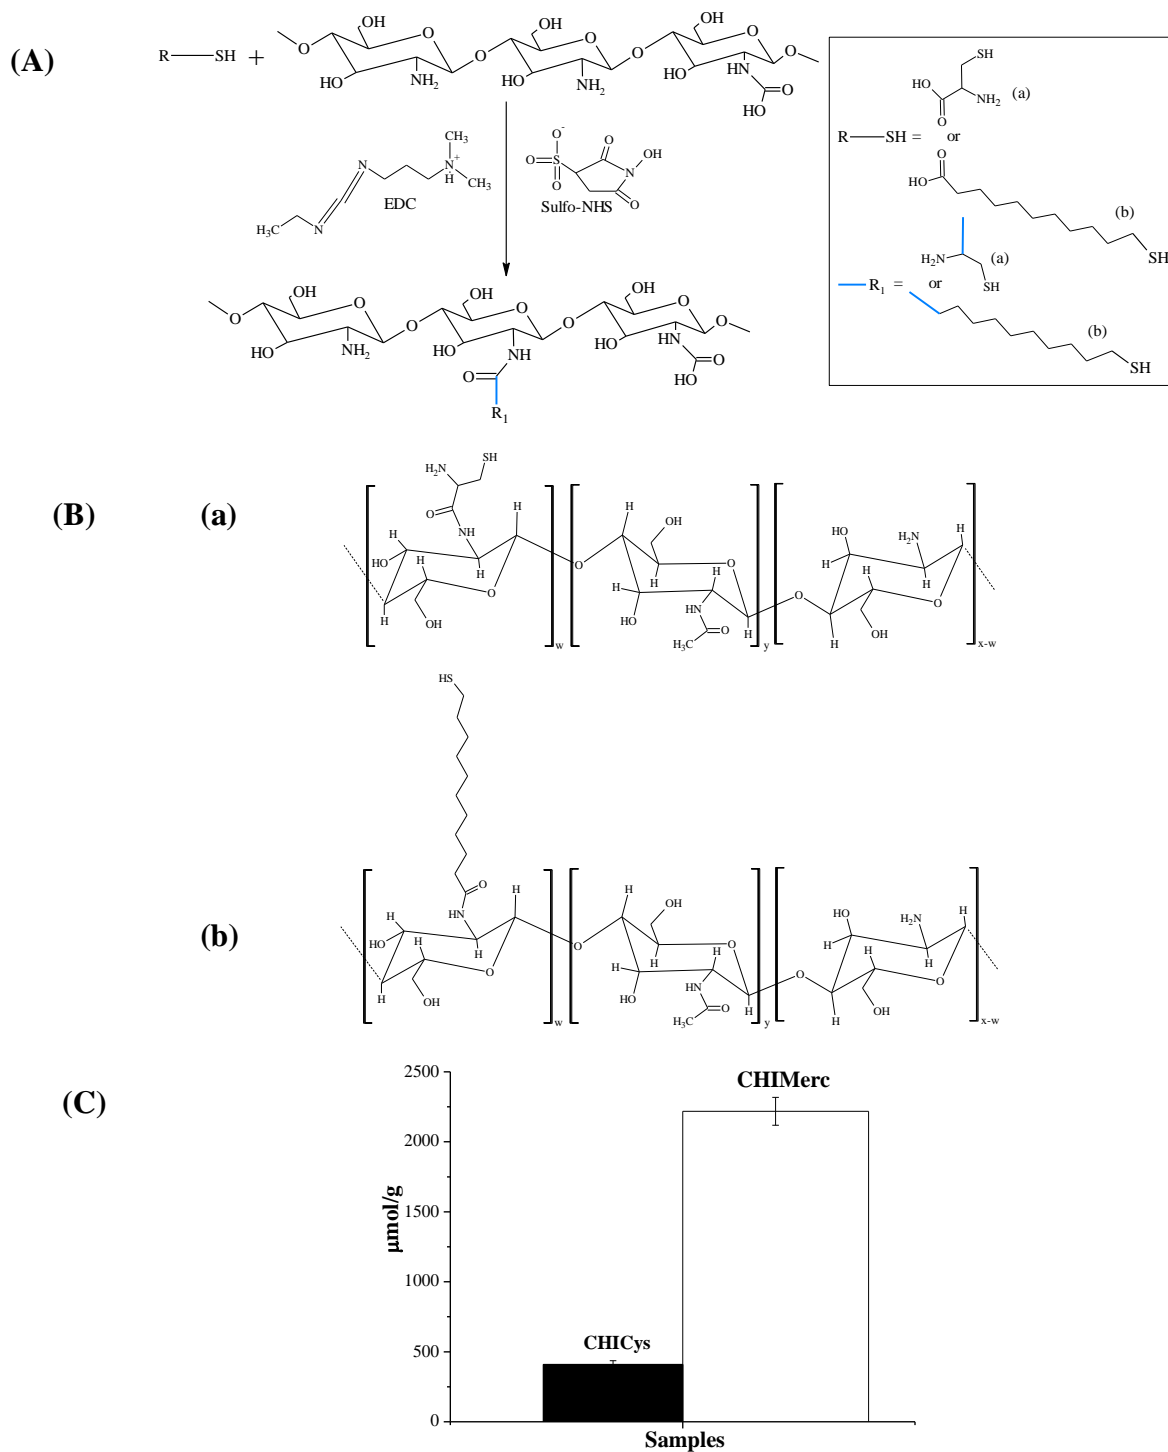 (A)
R—SH +
OH
O
HO
NH2
O
OH
O
HO
NH2
O
HO
O
HO
HN
O
HO
O
CH3
H3C
N
N
N+
H
CH3
EDC
O-
O
S
O
O
N
OH
O
Sulfo-NHS
OH
O
O
HO
NH2
O
OH
O
HO
NH
O
HO
O
HO
HN
O
O
HO
O
R1
SH
HO
NH2
O
(a)
R—SH = or
O
HO
(b)
SH
H2N
(a)
SH
—R1 = or
(b)
SH
(B)
(a)
H2N
SH
O
NH
H
H
HO
H
H
O
H
OH
w
O
H
OH
H
H
O
H
HO
HN
H
H3C
O
y
HO
H2N
H
H
H
O
O
H
OH
x-w
HS
(b)
O
HN
H
H
HO
H
H
O
H
OH
w
O
H
OH
H
H
O
H
HO
HN
H
H3C
O
y
HO
H2N
H
H
H
O
O
H
OH
x-w
(C)
2500
2000
1500
1000
500
0
µmol/g
CHIMerc
CHICys
Samples